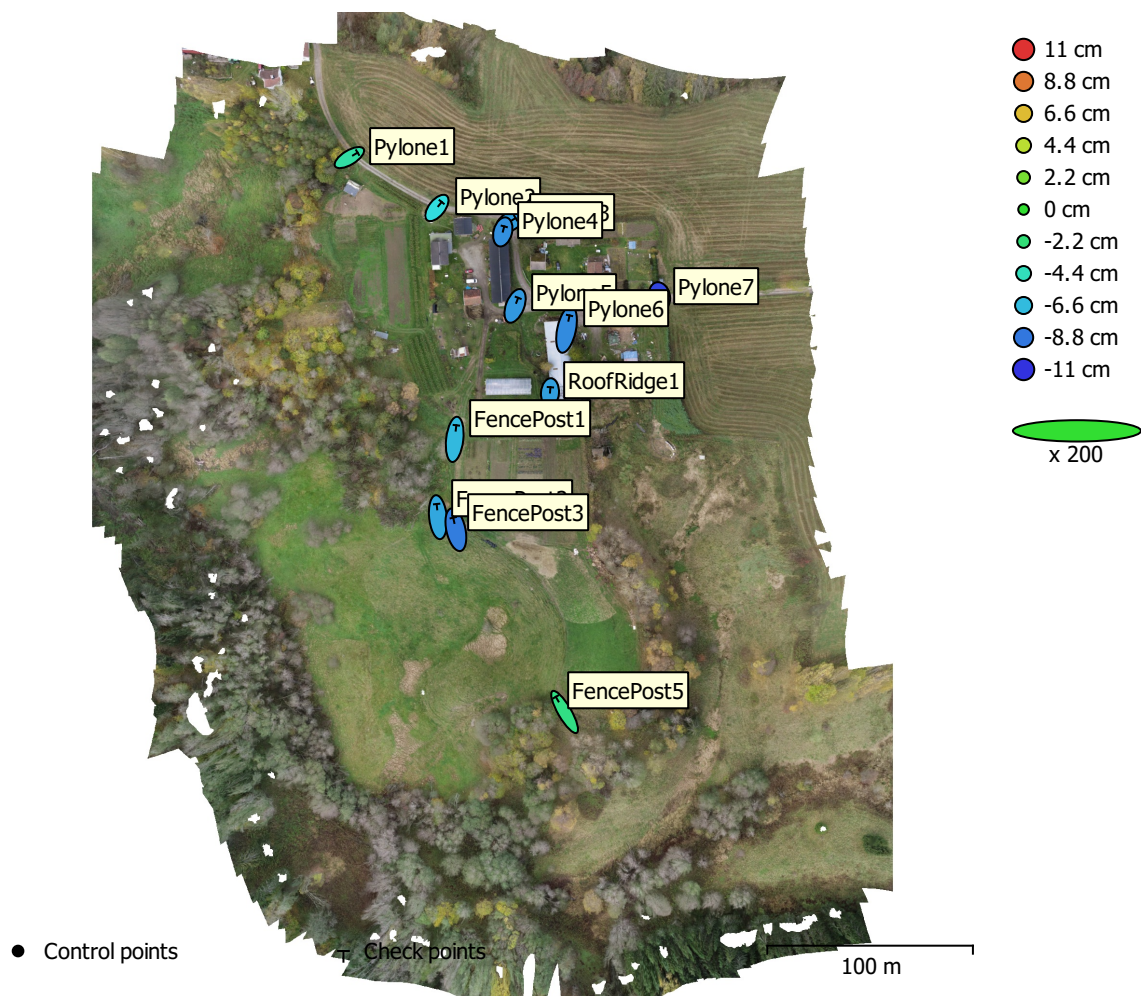 Pylone1
Pylone2
3
Pylone4
Pylone5
Pylone6
Pylone7
RoofRidge1
FencePost1
FencePost3
FencePost5
11 cm
8.8 cm
6.6 cm
4.4 cm
2.2 cm
0 cm
-2.2 cm
-4.4 cm
-6.6 cm
-8.8 cm
-11 cm
x 200
Control points
Check points
100 m